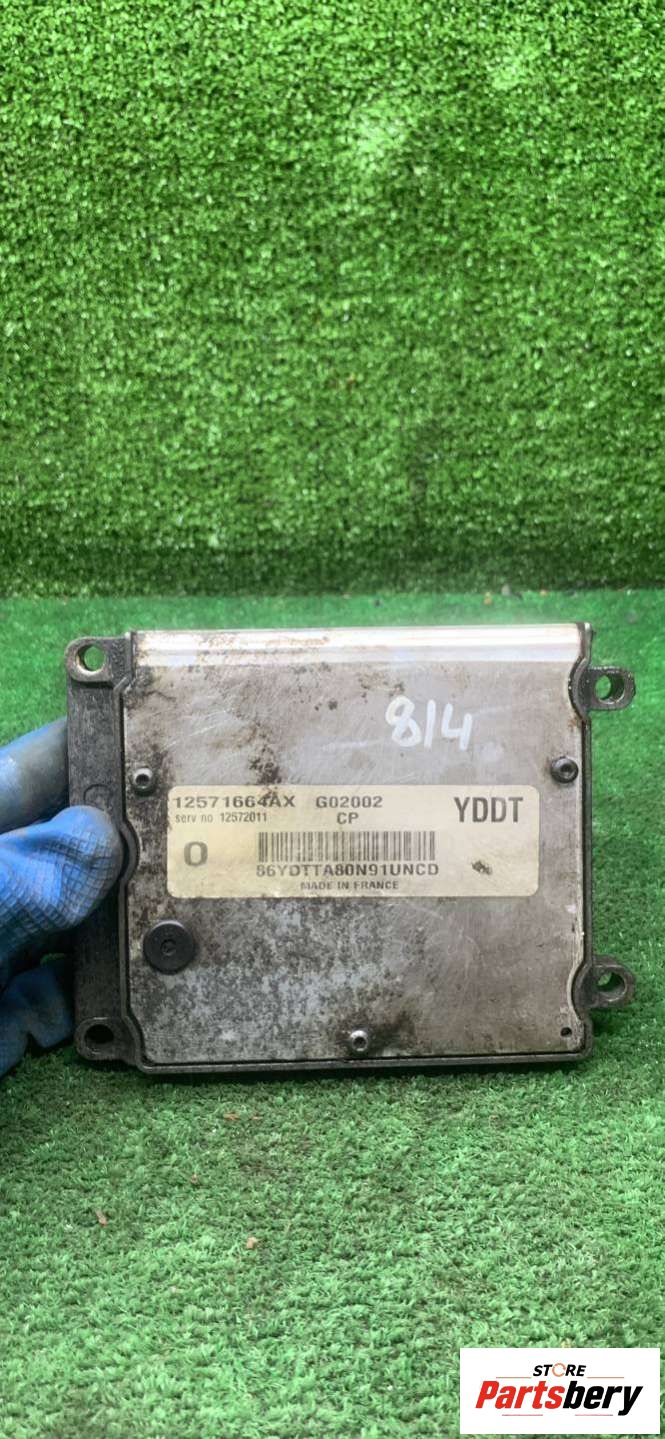 814
12571664AX G02002 YDDT
serv no 12572011 CP
O
86YDTTA80N91UNCD
MADE IN FRANCE
STORE
Partsbery